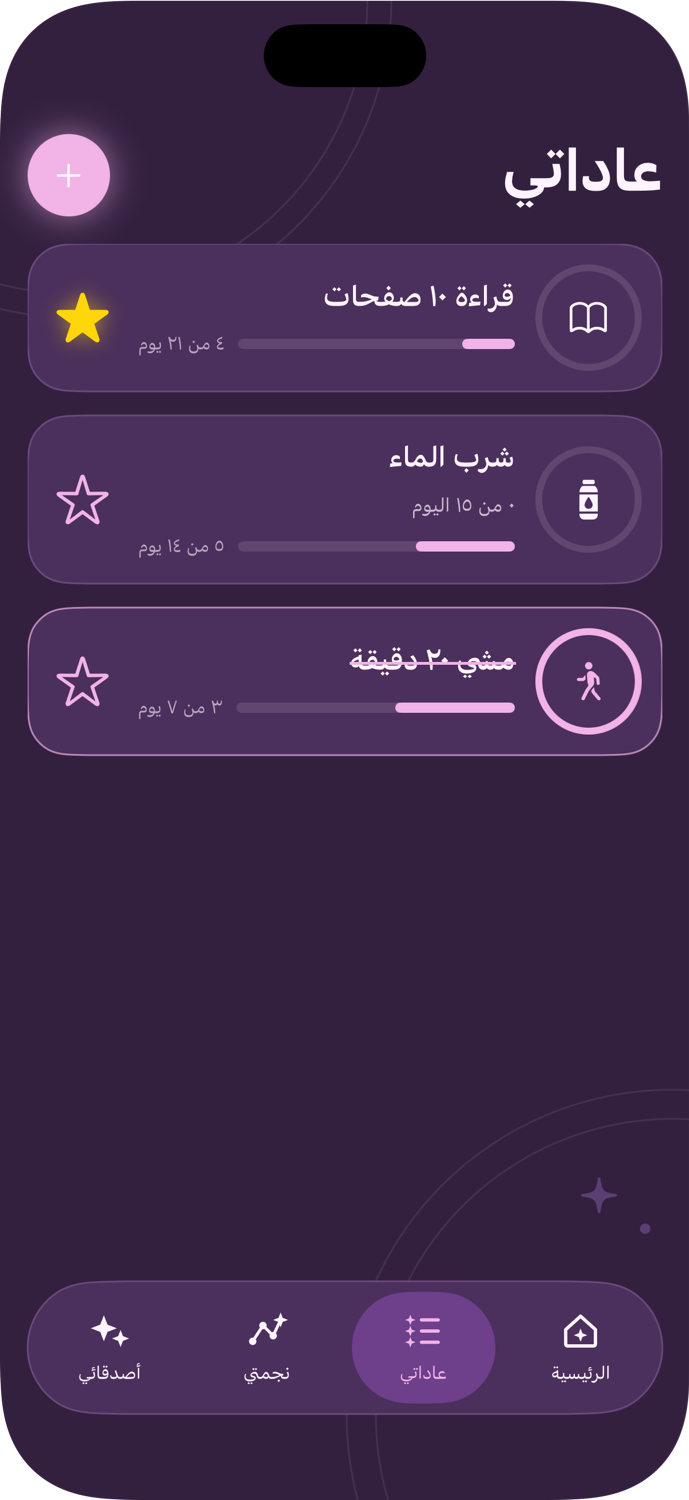 عاداتي
قراءة ١٠ صفحات
٤ من ٢١ يوم
شرب الماء
٠ من ١٥ اليوم
٥ من ١٤ يوم
مشي ٢٠ دقيقة
٣ من ٧ يوم
الرئيسية
عاداتي
نجمتي
أصدقائي